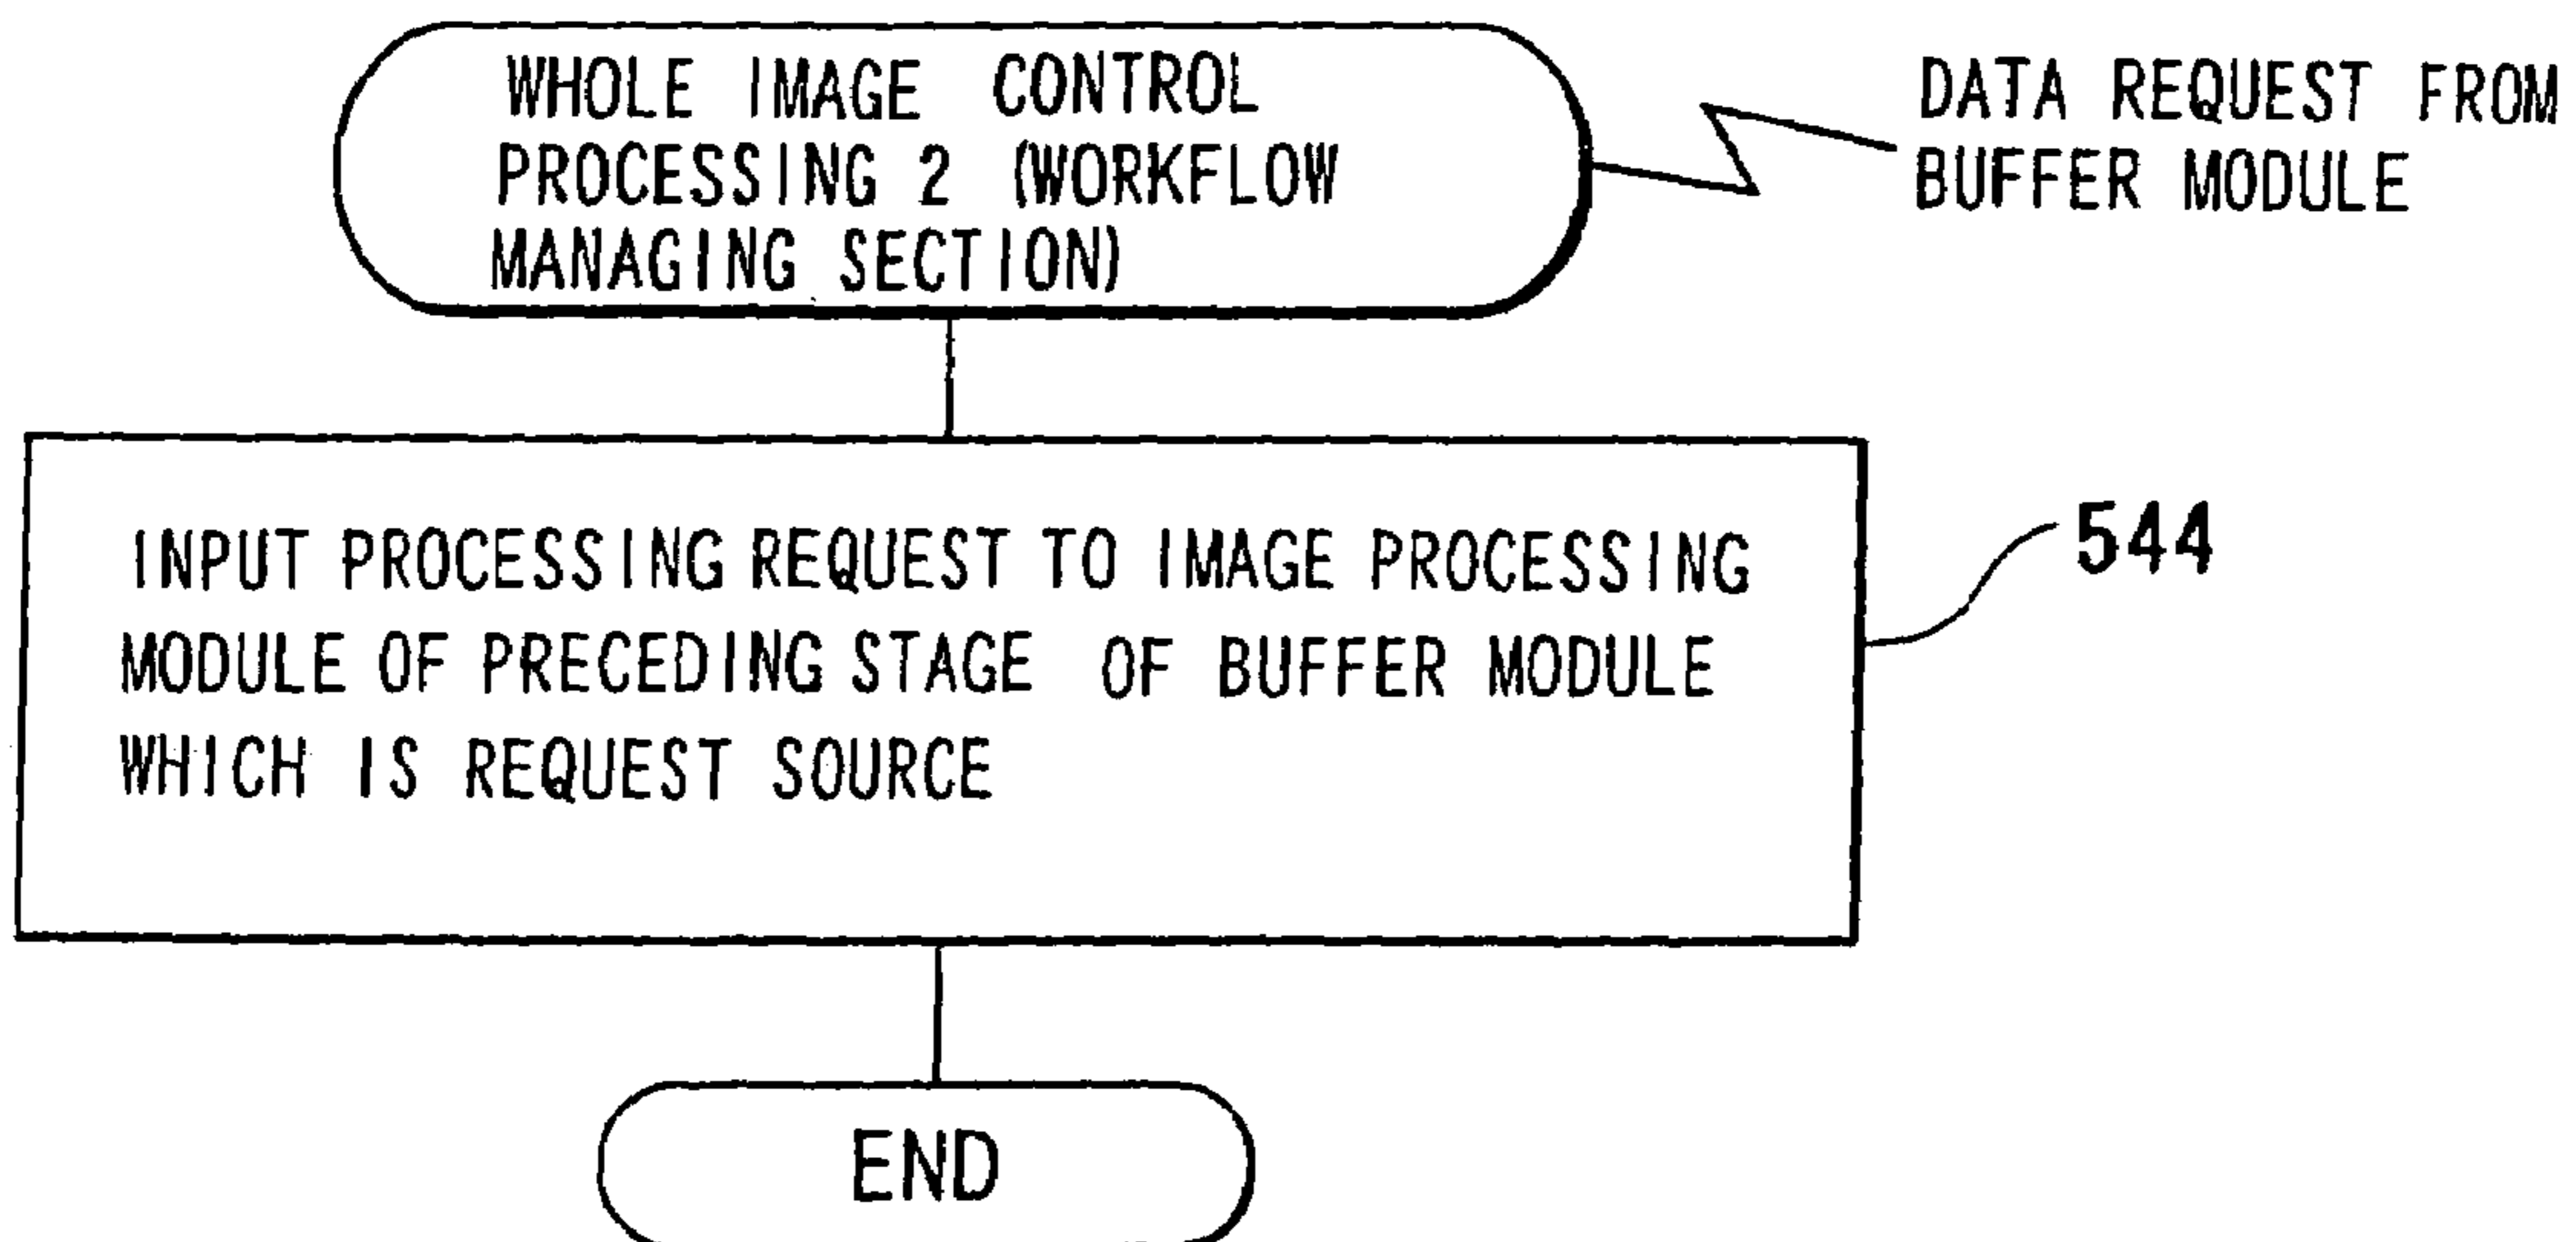 WHOLE IMAGE CONTROL
PROCESSING 2 (WORKFLOW
MANAGING SECTION)
DATA REQUEST FROM
BUFFER MODULE
INPUT PROCESSING REQUEST TO IMAGE PROCESSING
MODULE OF PRECEDING STAGE OF BUFFER MODULE
WHICH IS REQUEST SOURCE
544
END